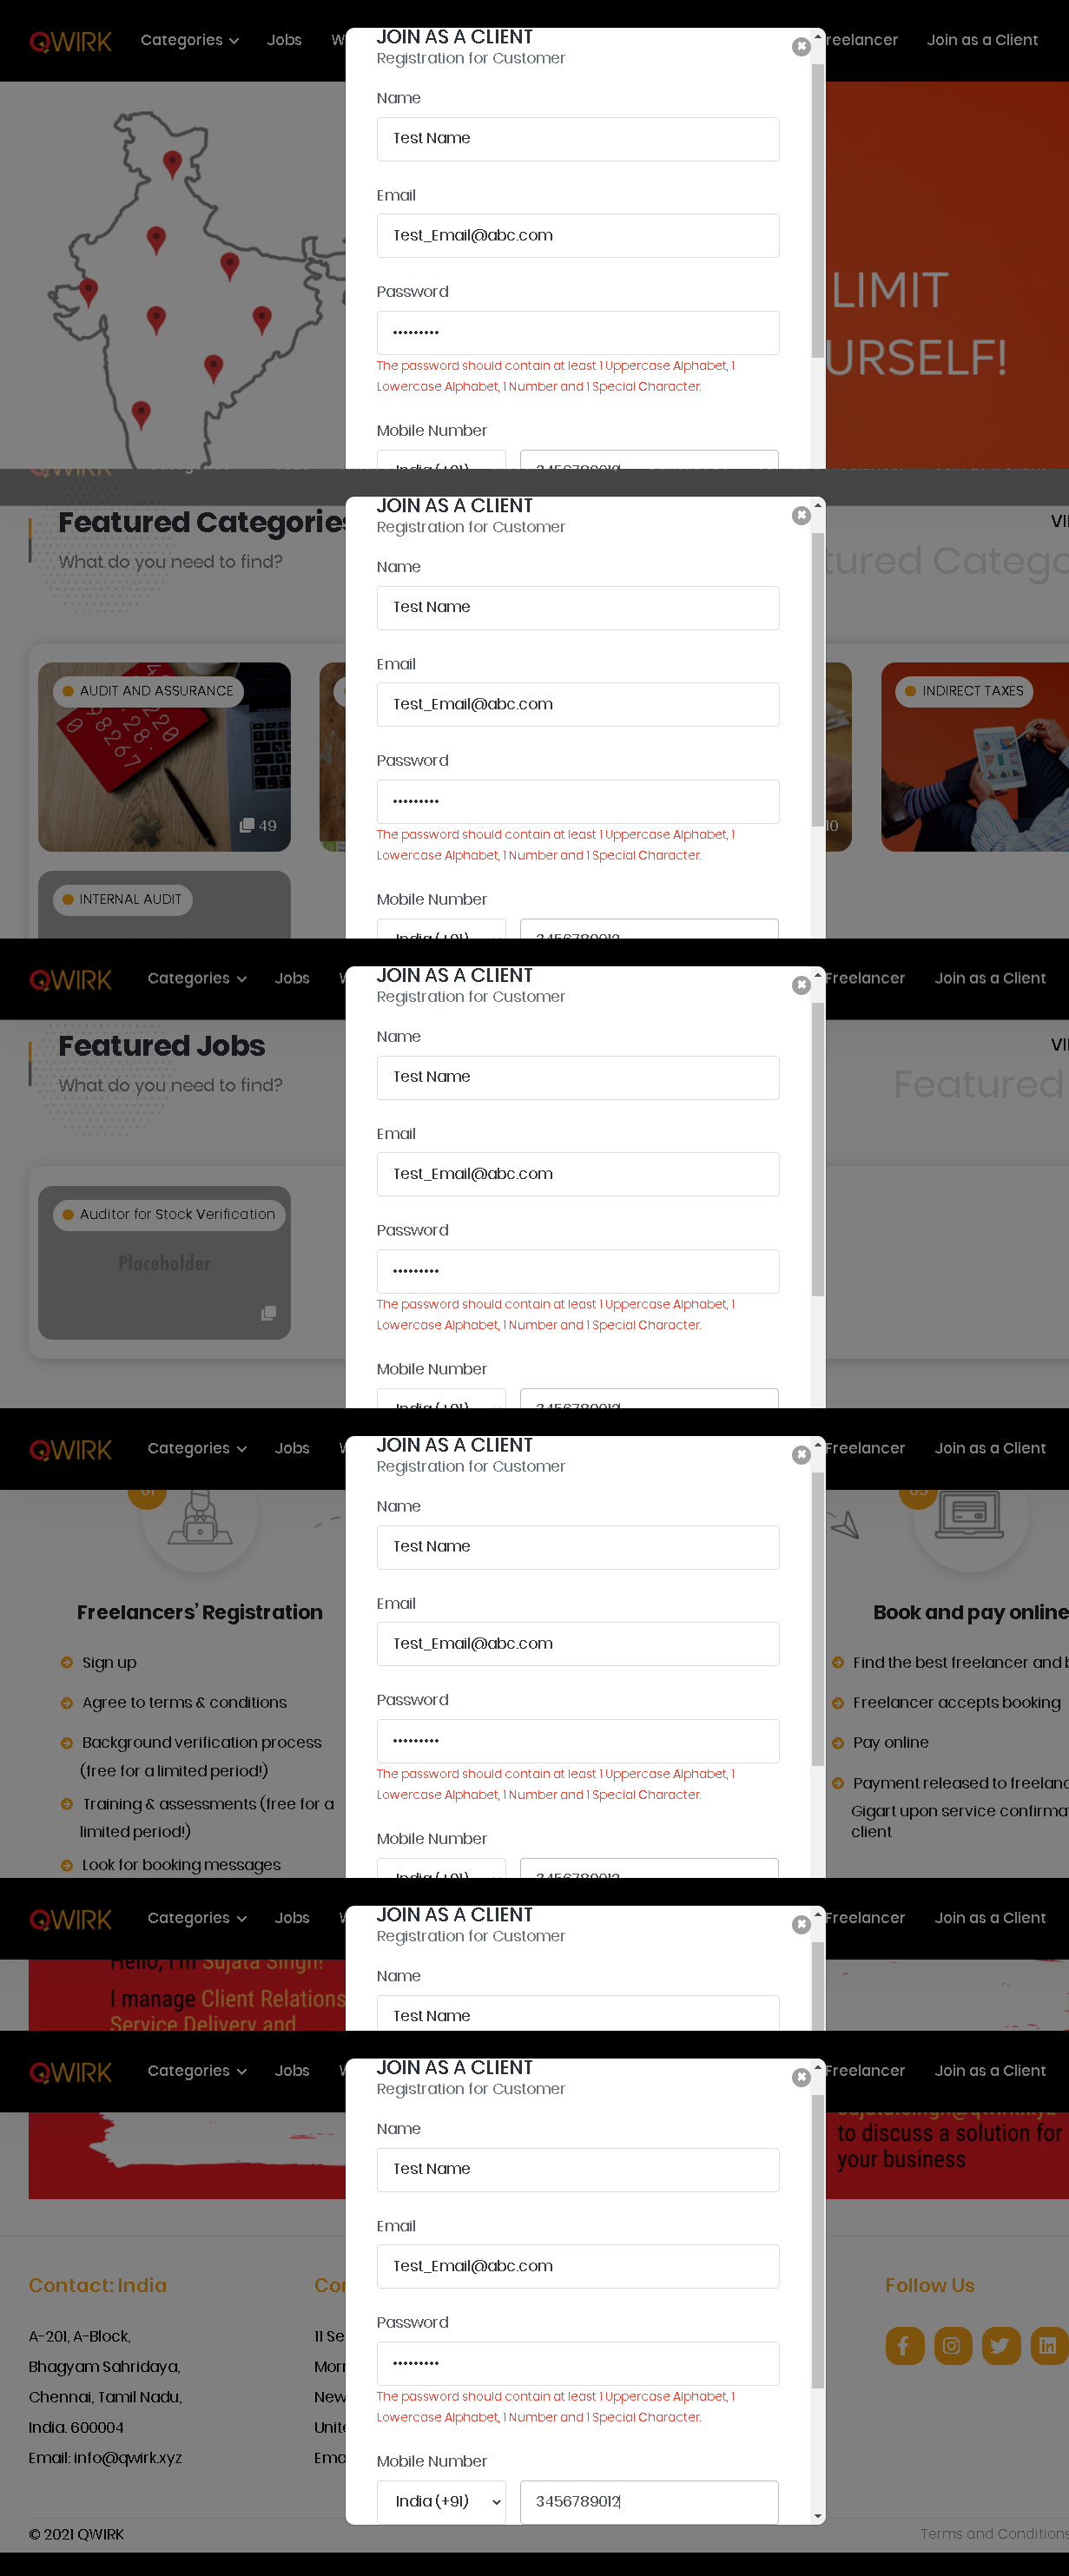 QWIRK
Categories
Jobs
JOIN AS A CLIENT
Registration for Customer
Join as a Client
Name
Test Name
Email
Test_Email@abc.com
LIMIT
Password
URSELF!
The password should contain at least 1 Uppercase Alphabet, 1
Lowercase Alphabet, 1 Number and 1 Special Character.
Mobile Number
India (+91)
3456789012
JOIN AS A CLIENT
Registration for Customer
Featured Categories
What do you need to find?
Name
Test Name
Email
Test_Email@abc.com
AUDIT AND ASSURANCE
INDIRECT TAXES
Password
49
10
The password should contain at least 1 Uppercase Alphabet, 1
Lowercase Alphabet, 1 Number and 1 Special Character.
INTERNAL AUDIT
Mobile Number
India (+91)
3456789012
QWIRK
Categories
Jobs
JOIN AS A CLIENT
Registration for Customer
Freelancer
Join as a Client
Featured Jobs
What do you need to find?
Featured
Name
Test Name
Email
Test_Email@abc.com
Auditor for Stock Verification
Placeholder
Password
The password should contain at least 1 Uppercase Alphabet, 1
Lowercase Alphabet, 1 Number and 1 Special Character.
Mobile Number
India (+91)
3456789012
QWIRK
Categories
Jobs
JOIN AS A CLIENT
Registration for Customer
Freelancer
Join as a Client
01
03
Name
Test Name
Email
Test_Email@abc.com
Password
The password should contain at least 1 Uppercase Alphabet, 1
Lowercase Alphabet, 1 Number and 1 Special Character.
Mobile Number
India (+91)
3456789012
Freelancers' Registration
Sign up
Agree to terms & conditions
Background verification process
(free for a limited period!)
Training & assessments (free for a
limited period!)
Look for booking messages
Book and pay online
Find the best freelancer and
Freelancer accepts booking
Pay online
Payment released to
Gigart upon service
client
QWIRK
Categories
Jobs
JOIN AS A CLIENT
Registration for Customer
Freelancer
Join as a Client
Hello, I'm Sujata Singh!
I manage Client Relations
Service Delivery and
Name
Test Name
QWIRK
Categories
Jobs
JOIN AS A CLIENT
Registration for Customer
Freelancer
Join as a Client
to discuss a solution for
your business
Name
Test Name
Email
Test_Email@abc.com
Password
The password should contain at least 1 Uppercase Alphabet, 1
Lowercase Alphabet, 1 Number and 1 Special Character.
Mobile Number
India (+91)
3456789012
Contact: India
A-201, A-Block,
Bhagyam Sahridaya,
Chennai, Tamil Nadu,
India. 600004
Email: info@qwirk.xyz
11 Se
Follow Us
© 2021 QWIRK
Terms and Conditions